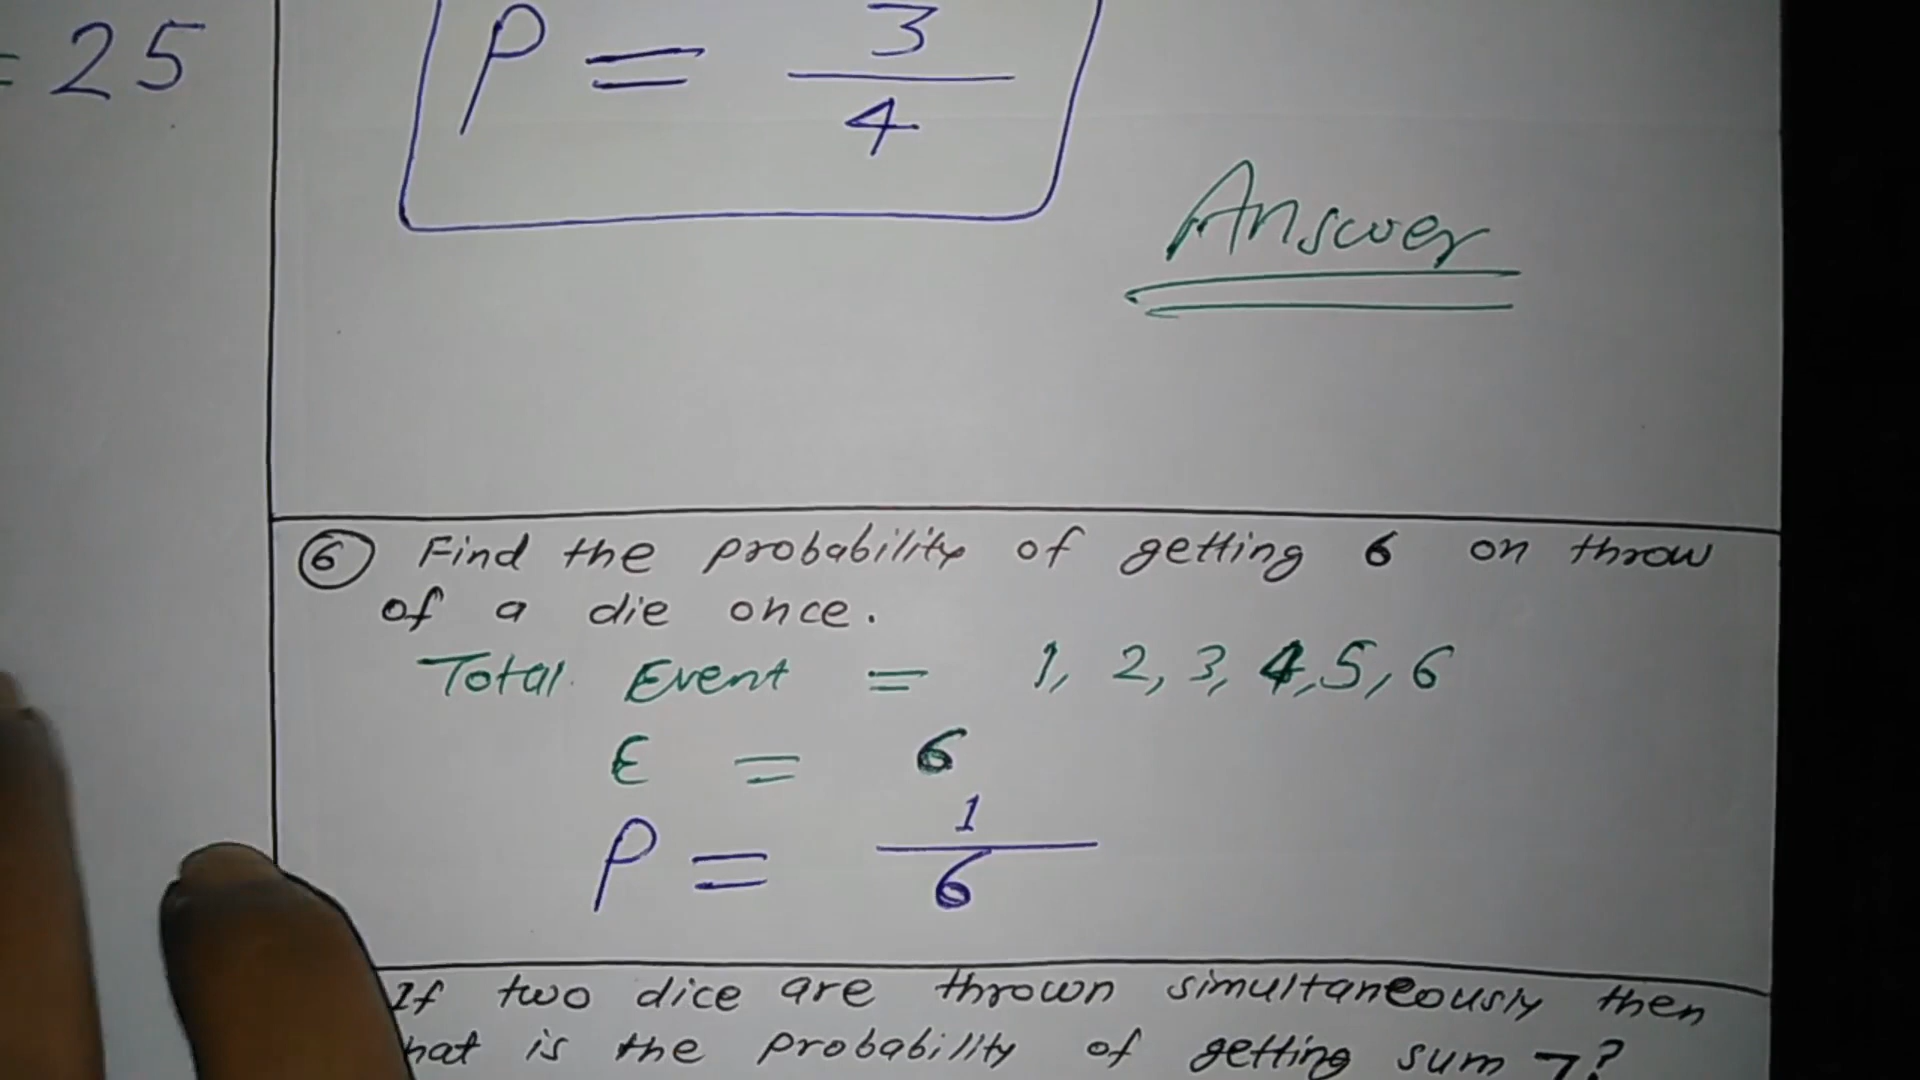 = 25
P = 3/4
Answer
6 Find the probability of getting 6 on throw
of a die once.
Total Event = 1, 2, 3, 4, 5, 6
E = 6
P = 1/6
If two dice are thrown simultaneously then
hat is the probability of getting sum 7?